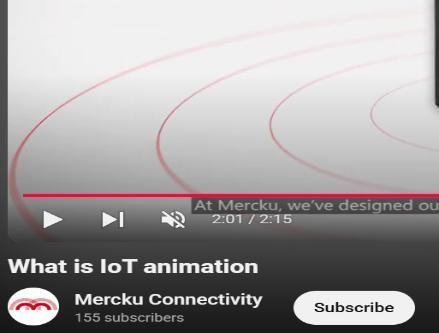 At Mercku, we've designed ou
2:01 / 2:15
What is IoT animation
Mercku Connectivity
155 subscribers
Subscribe